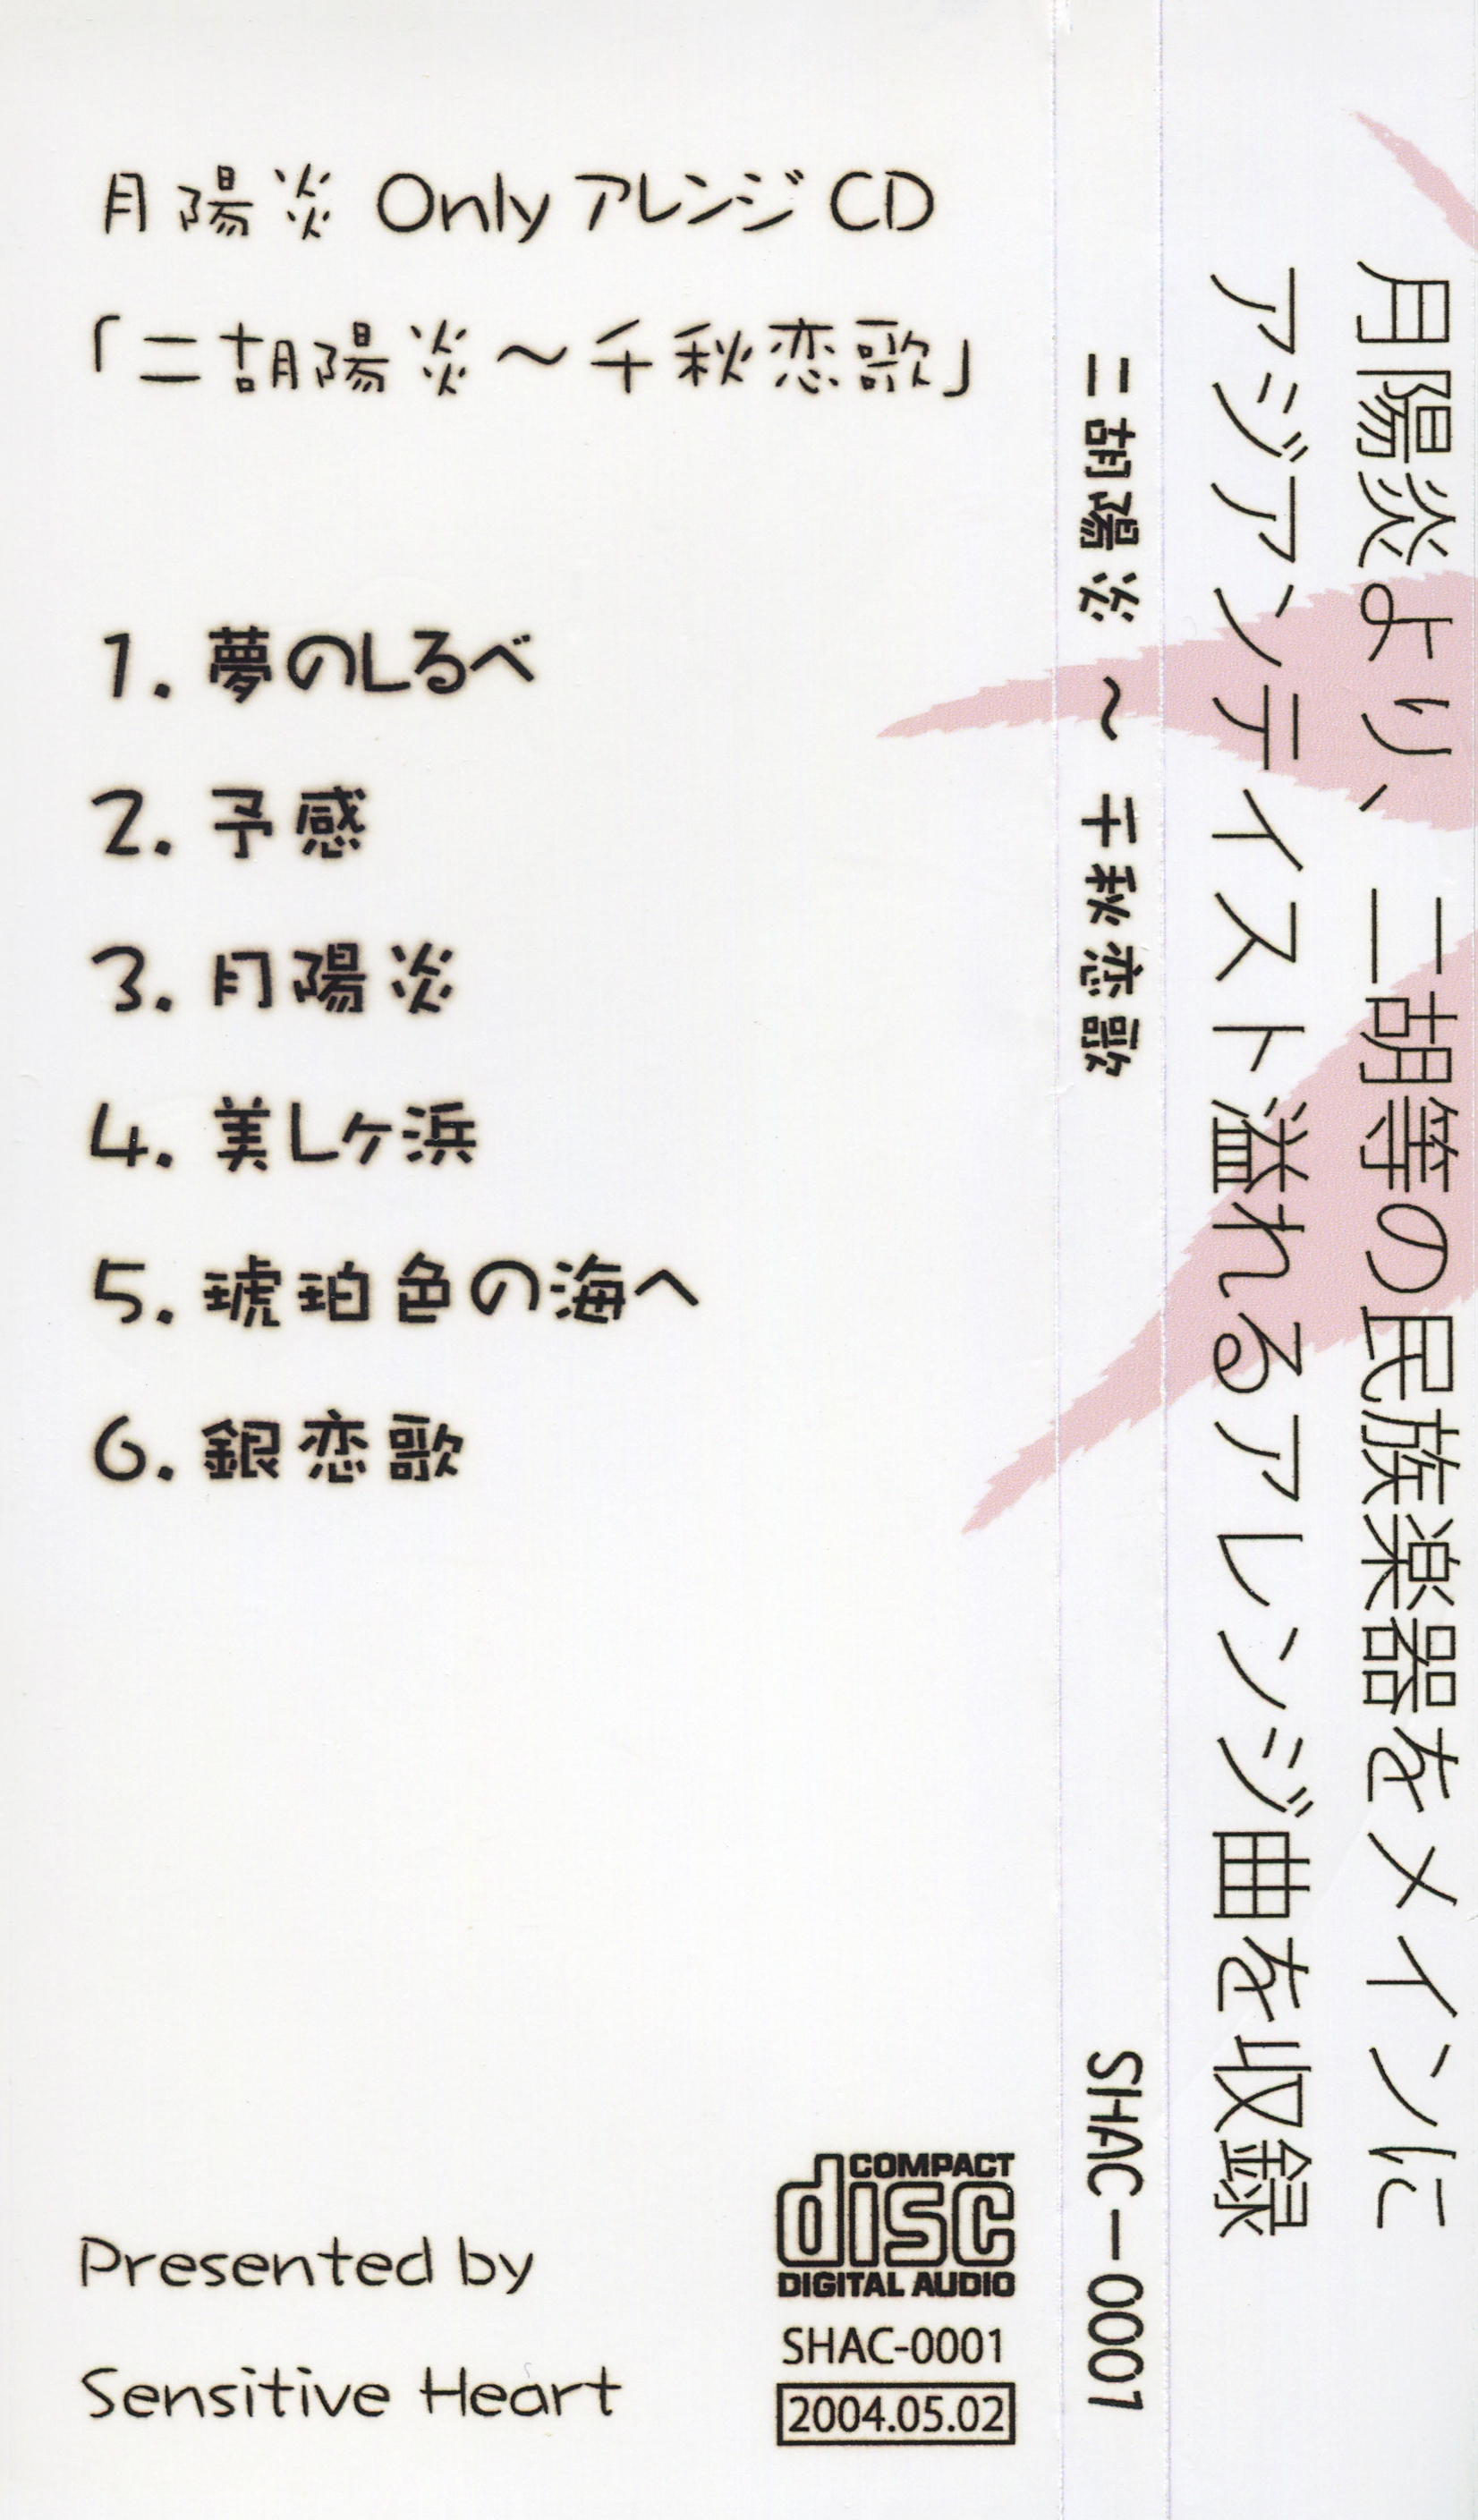 月陽炎 Only アレンジ CD
「二胡陽炎～千秋恋歌」
1. 夢のしるべ
2. 予感
3. 月陽炎
4. 美しヶ浜
5. 琥珀色の海へ
6. 銀恋歌
Presented by
Sensitive Heart
COMPACT
disc
DIGITAL AUDIO
SHAC-0001
2004.05.02
二胡陽炎 ～ 千秋恋歌
SHAC-0001
月陽炎より、二胡等の民族楽器をメインに
アジアンテイスト溢れるアレンジ曲を収録